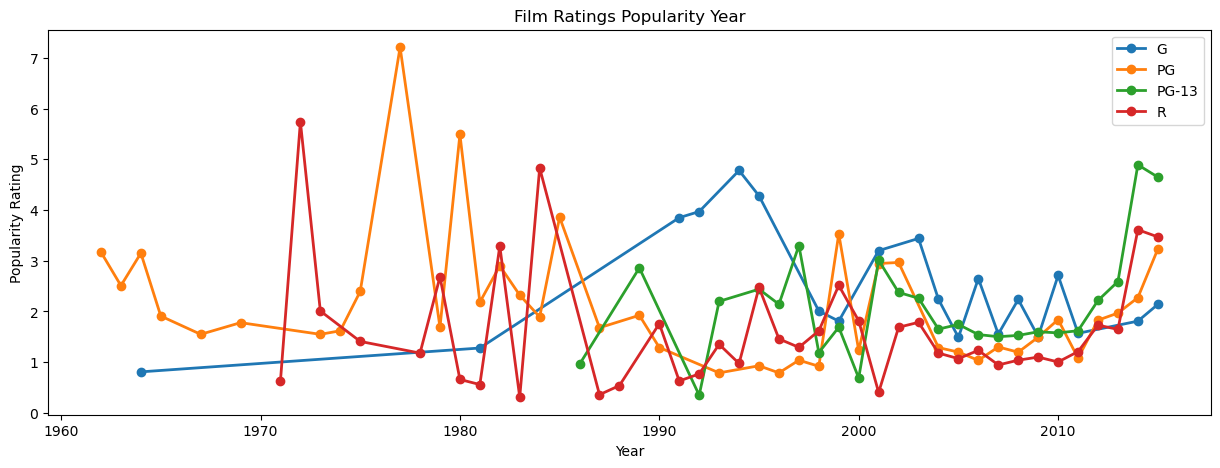 Film Ratings Popularity Year
Popularity Rating
7
6
5
4
3
2
1
0
1960 1970 1980 1990 2000 2010
Year
G
PG
PG-13
R